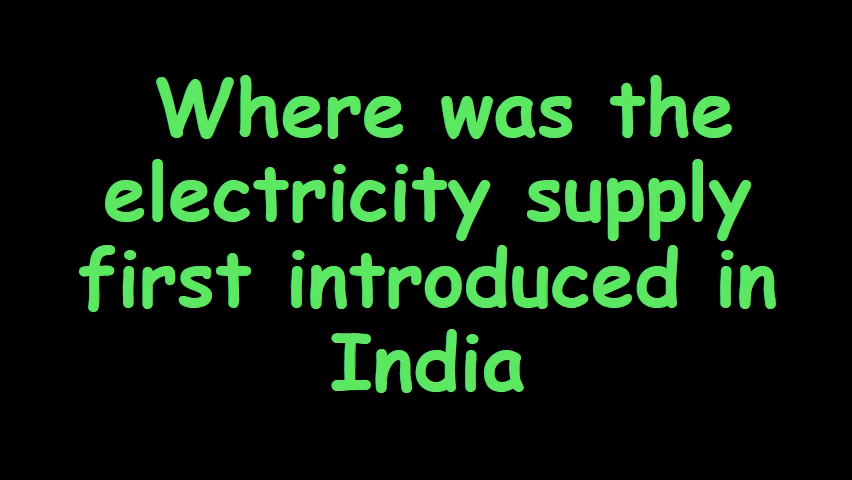 Where was the
electricity supply
first introduced in
India